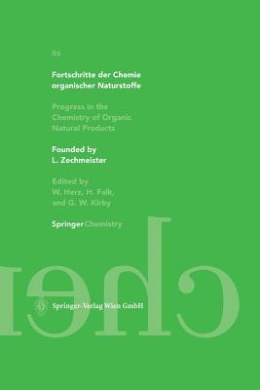 86
Fortschritte der Chemie
organischer Naturstoffe
Progress in the
Chemistry of Organic
Natural Products
Founded by
L. Zechmeister
Edited by
W. Herz, H. Falk,
and G. W. Kirby
SpringerChemistry
chei
Springer-Verlag Wien GmbH